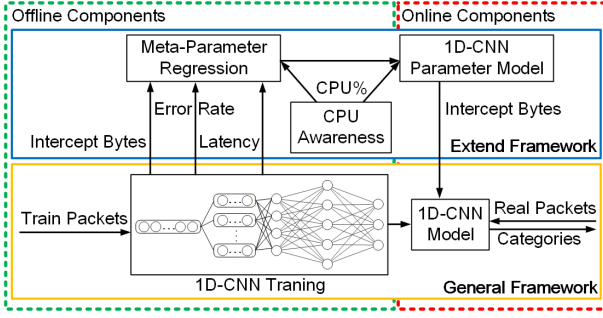 Offline Components
Online Components
Meta-Parameter
Regression
1D-CNN
Parameter Model
CPU%
CPU
Awareness
Error Rate
Intercept Bytes
Latency
Intercept Bytes
Extend Framework
Train Packets
1D-CNN
Model
Real Packets
Categories
1D-CNN Traning
General Framework